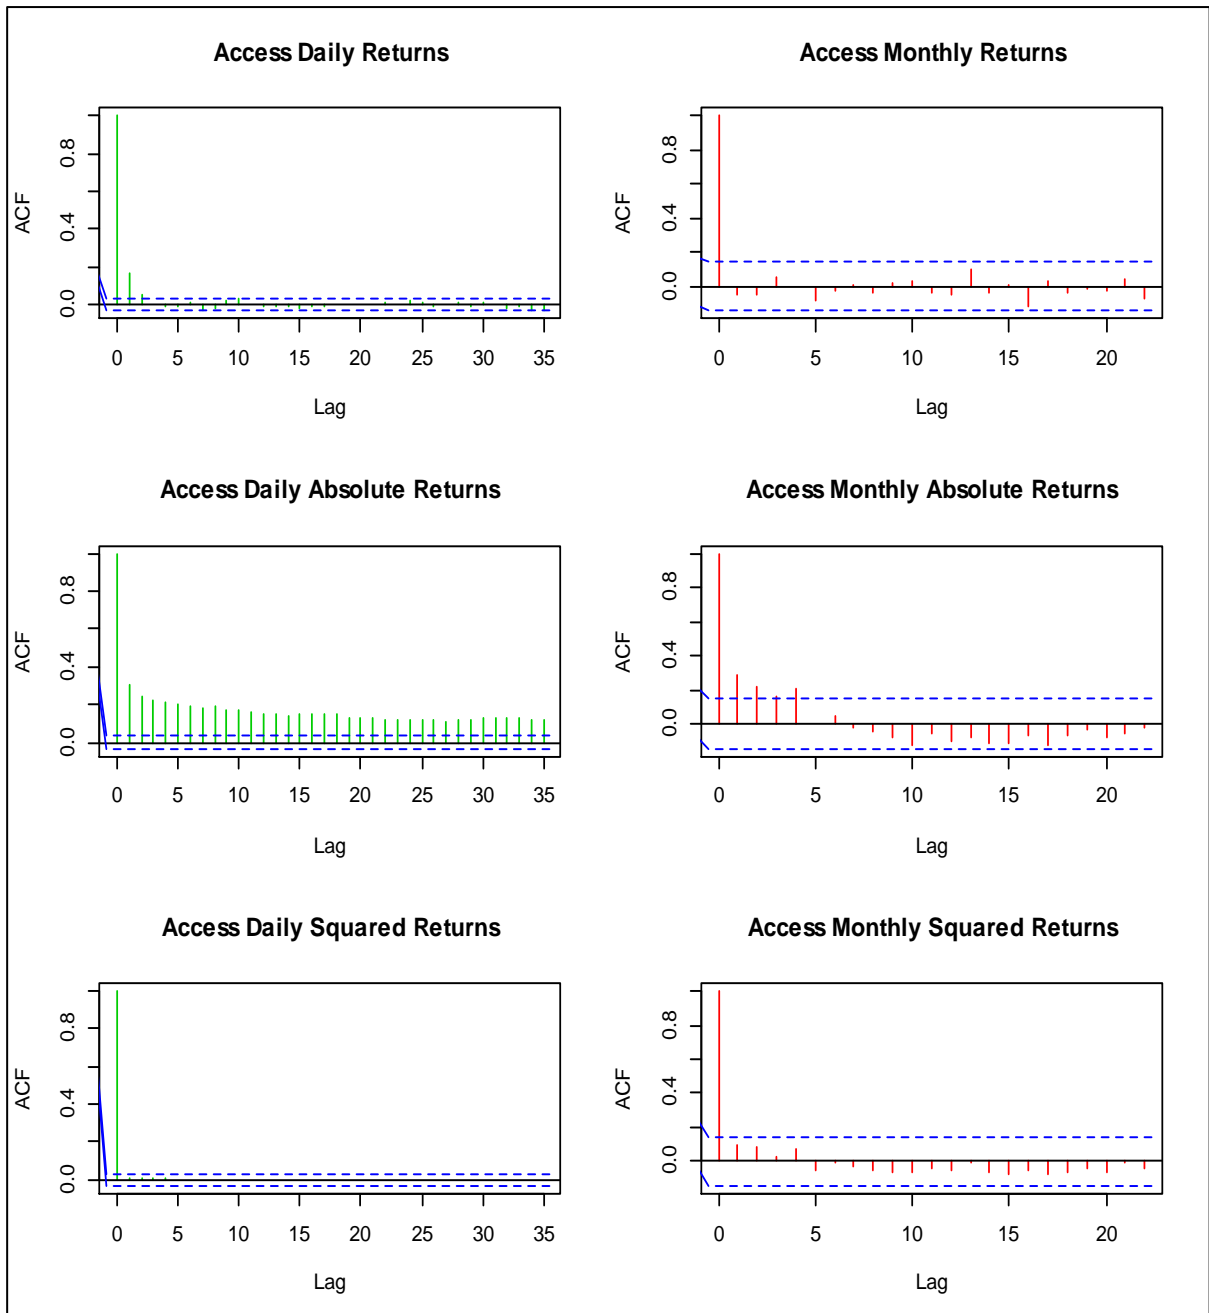 Access Daily Returns
ACF
0.0 0.4 0.8
0 5 10 15 20 25 30 35
Lag
Access Monthly Returns
ACF
0.0 0.4 0.8
0 5 10 15 20
Lag
Access Daily Absolute Returns
ACF
0.0 0.4 0.8
0 5 10 15 20 25 30 35
Lag
Access Monthly Absolute Returns
ACF
0.0 0.4 0.8
0 5 10 15 20
Lag
Access Daily Squared Returns
ACF
0.0 0.4 0.8
0 5 10 15 20 25 30 35
Lag
Access Monthly Squared Returns
ACF
0.0 0.4 0.8
0 5 10 15 20
Lag